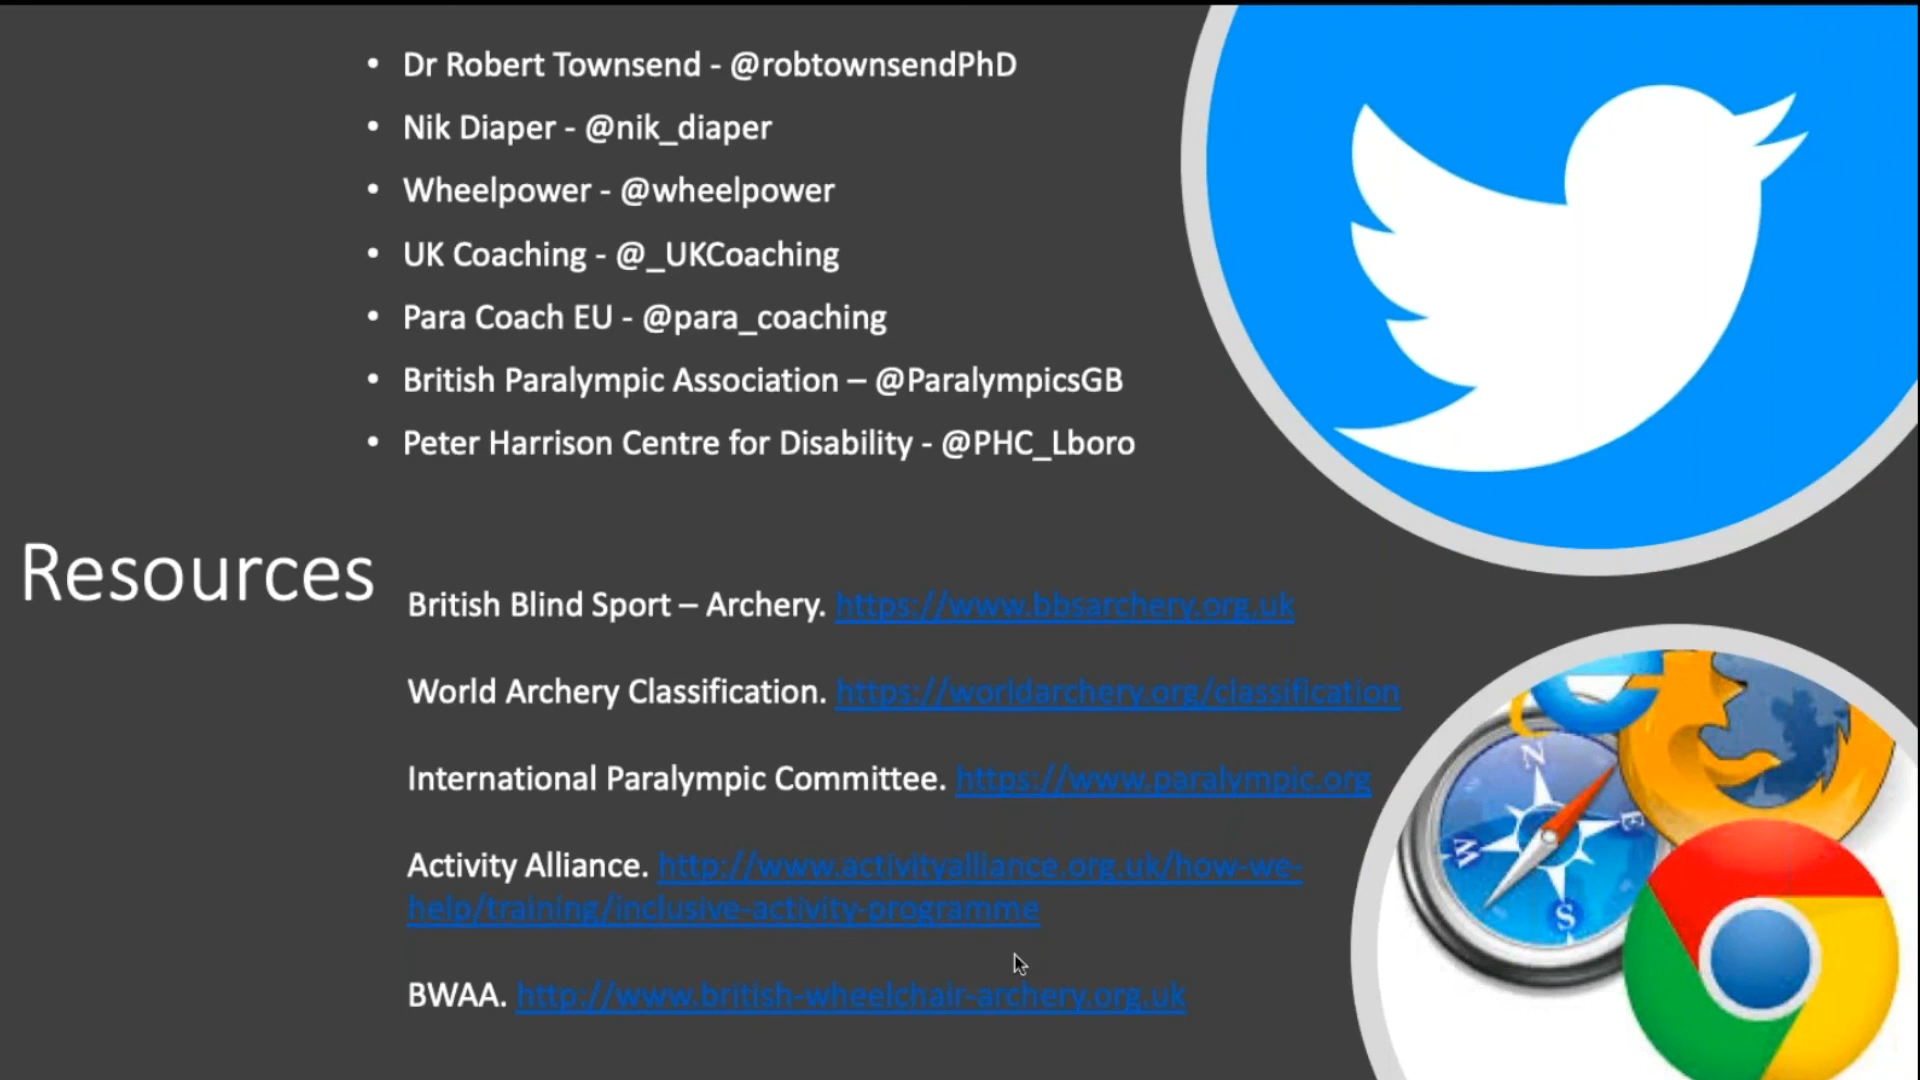 • Dr Robert Townsend - @robtownsendPhD
• Nik Diaper - @nik_diaper
• Wheelpower - @wheelpower
• UK Coaching - @_UKCoaching
• Para Coach EU - @para_coaching
• British Paralympic Association – @ParalympicsGB
• Peter Harrison Centre for Disability - @PHC_Lboro
Resources
British Blind Sport – Archery. https://www.bbsarchery.org.uk
World Archery Classification. https://worldarchery.org/classification
International Paralympic Committee. https://www.paralympic.org
Activity Alliance. http://www.activityalliance.org.uk/how-we-
help/training/inclusive-activity-programme
BWAA. http://www.british-wheelchair-archery.org.uk
N
E
W
S